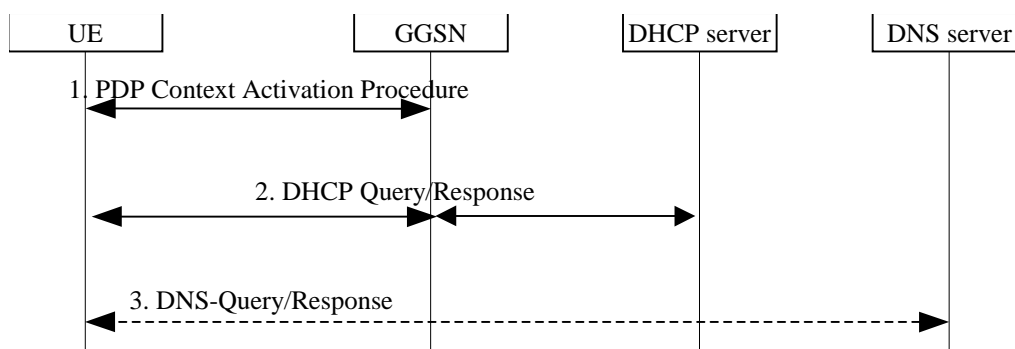 UE
GGSN
DHCP server
DNS server
1. PDP Context Activation Procedure
2. DHCP Query/Response
3. DNS-Query/Response